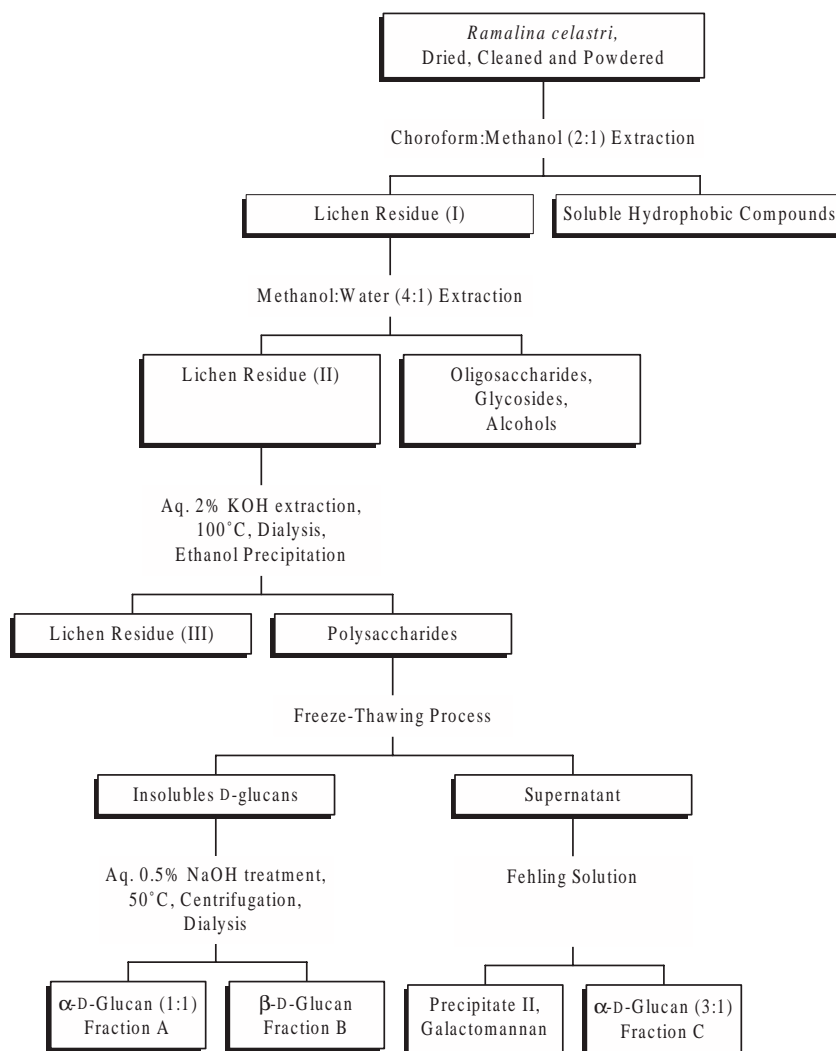 Ramalina celastri,
Dried, Cleaned and Powdered
Choroform:Methanol (2:1) Extraction
Lichen Residue (I)
Soluble Hydrophobic Compounds
Methanol:Water (4:1) Extraction
Lichen Residue (II)
Oligosaccharides,
Glycosides,
Alcohols
Aq. 2% KOH extraction,
100˚C, Dialysis,
Ethanol Precipitation
Lichen Residue (III)
Polysaccharides
Freeze-Thawing Process
Insolubles D-glucans
Supernatant
Aq. 0.5% NaOH treatment,
50˚C, Centrifugation,
Dialysis
Fehling Solution
α-D-Glucan (1:1)
Fraction A
β-D-Glucan
Fraction B
Precipitate II,
Galactomannan
α-D-Glucan (3:1)
Fraction C